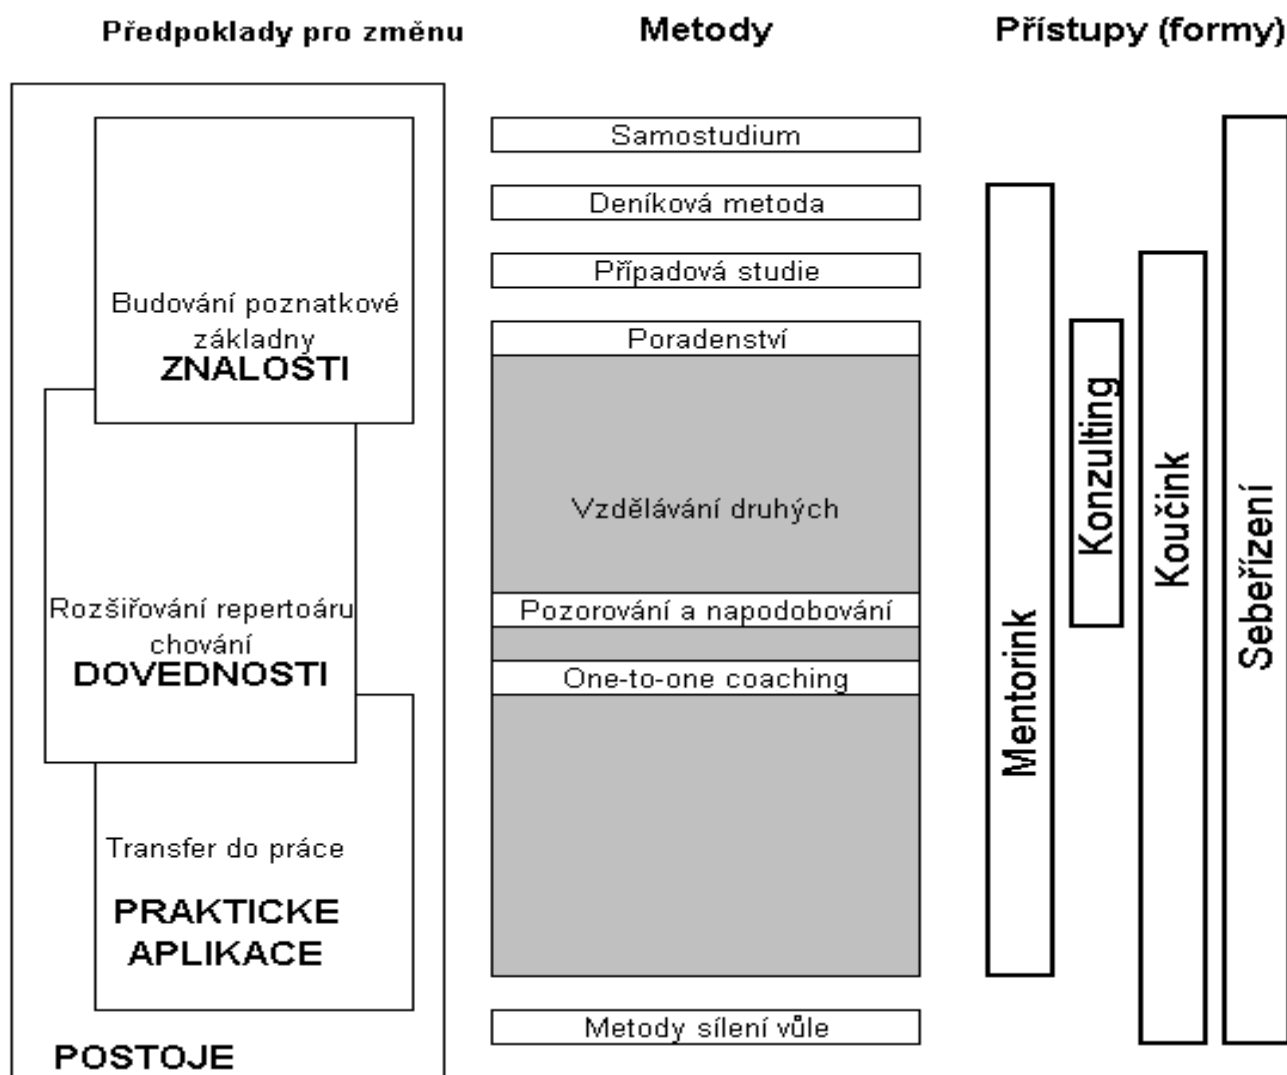 Předpoklady pro změnu
Metody
Přístupy (formy)
Budování poznatkové
základny
ZNALOSTI
Rozšiřování repertoáru
chování
DOVEDNOSTI
Transfer do práce
PRAKTICKE
APLIKACE
POSTOJE
Samostudium
Deníková metoda
Případová studie
Poradenství
Vzdělávání druhých
Pozorování a napodobování
One-to-one coaching
Metody sílení vůle
Mentorink
Konzulting
Koučink
Sebeřízení